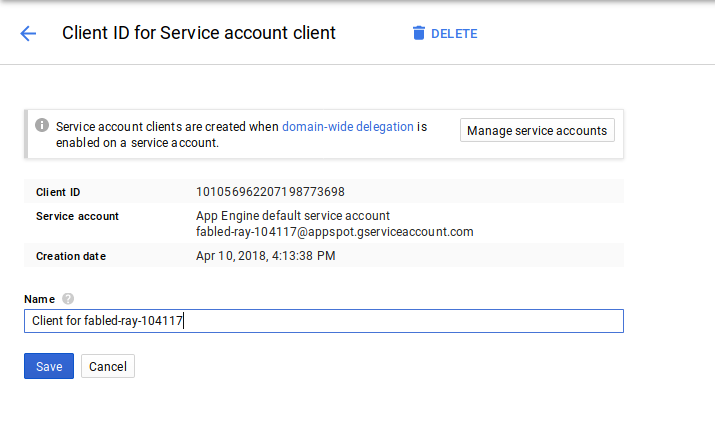 Client ID for Service account client
DELETE
Service account clients are created when domain-wide delegation is
enabled on a service account.
Manage service accounts
Client ID 101056962207198773698
Service account App Engine default service account
fabled-ray-104117@appspot.gserviceaccount.com
Creation date Apr 10, 2018, 4:13:38 PM
Name ?
Client for fabled-ray-104117
Save Cancel